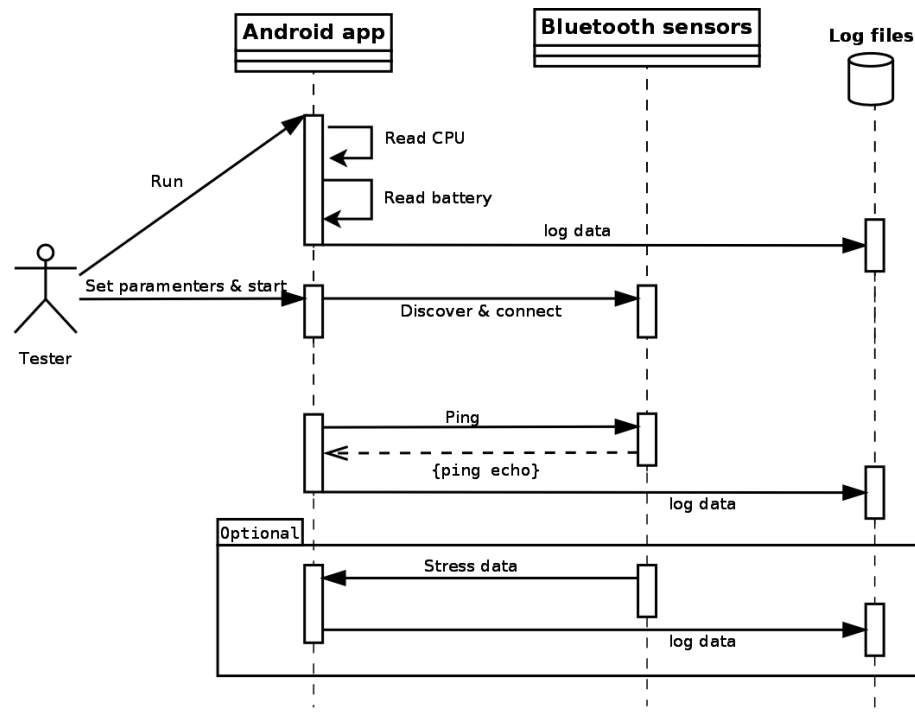 Android app
Bluetooth sensors
Log files
Read CPU
Run
Read battery
log data
Set paramenters & start
Discover & connect
Tester
Ping
{ping echo}
log data
Optional
Stress data
log data